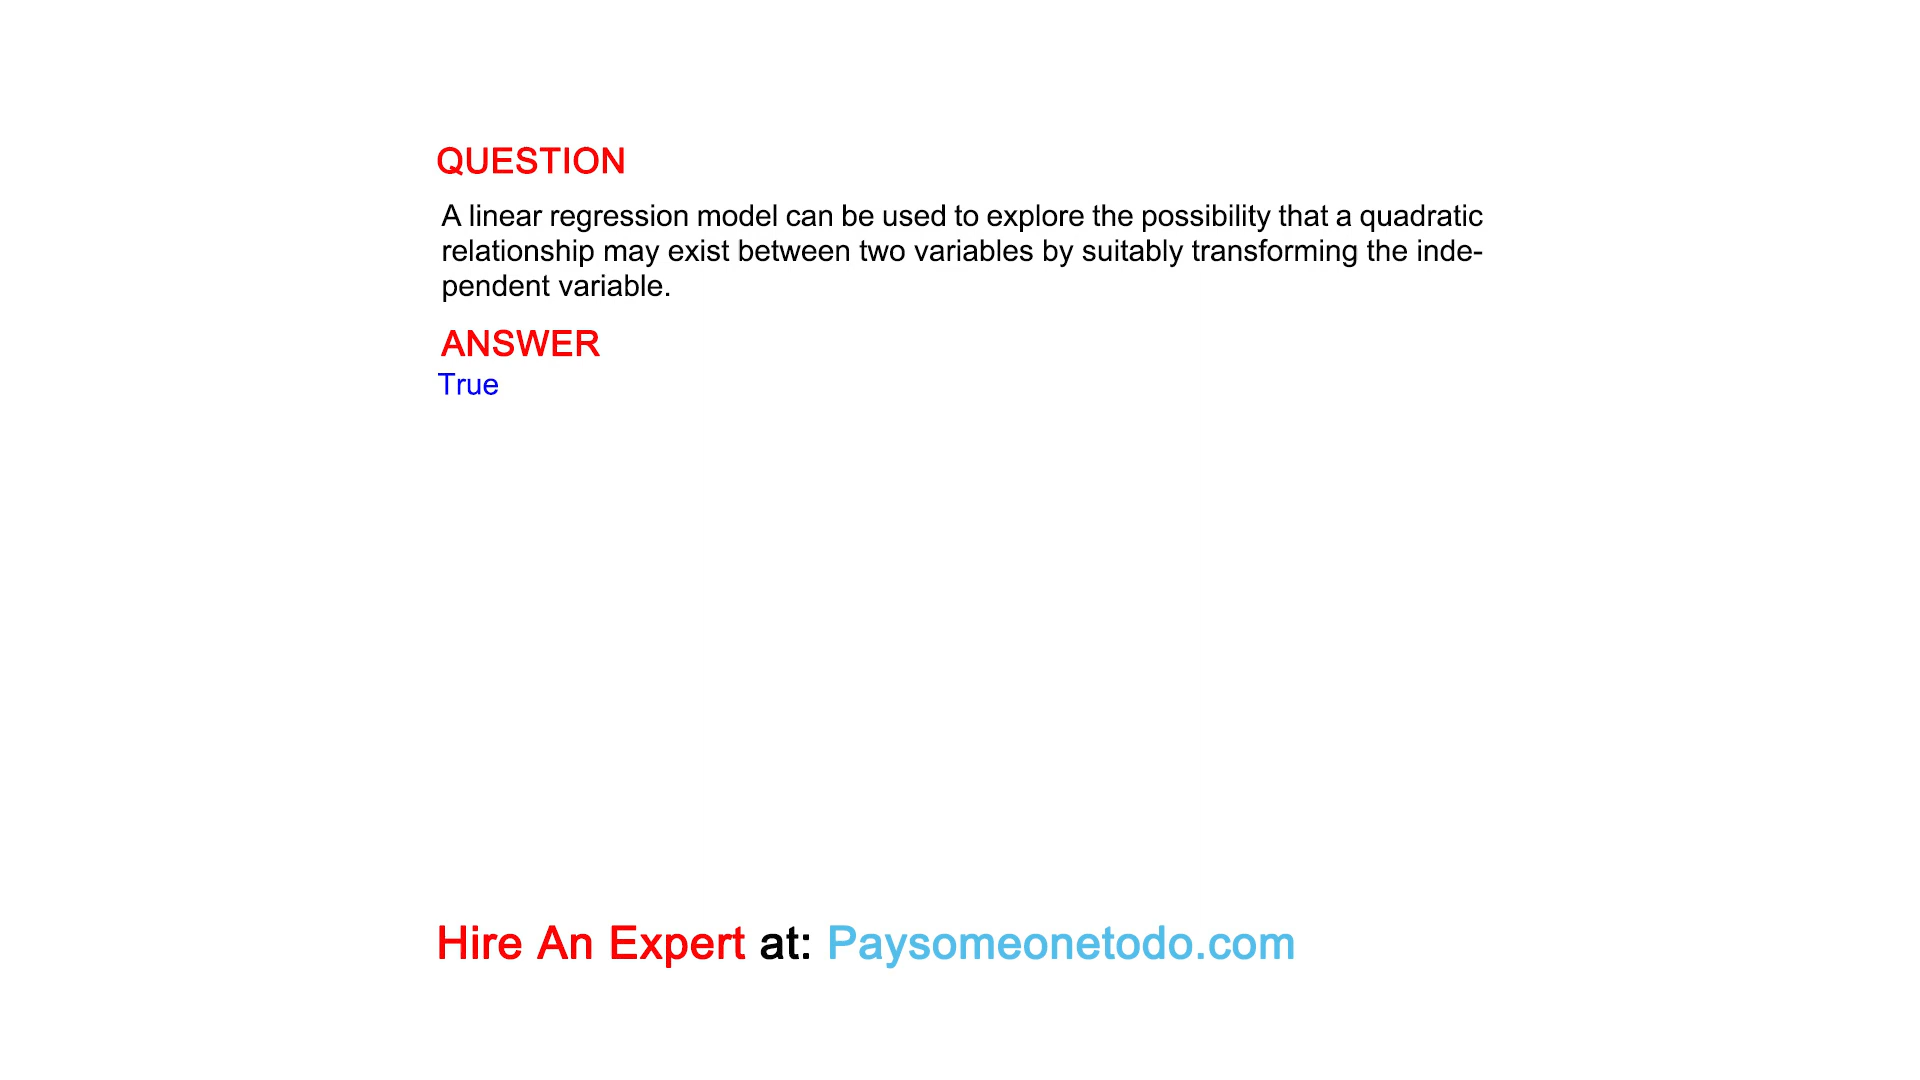 QUESTION
A linear regression model can be used to explore the possibility that a quadratic
relationship may exist between two variables by suitably transforming the inde-
pendent variable.
ANSWER
True
Hire An Expert at: Paysomeonetodo.com